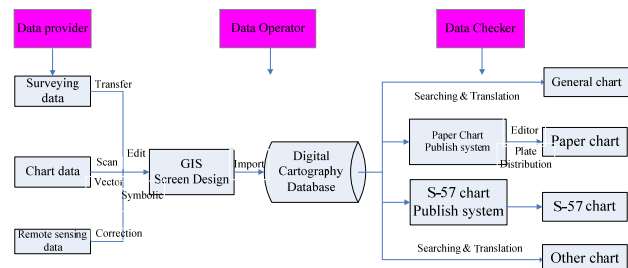 Data provider
Data Operator
Data Checker
Surveying
data
Transfer
Chart data
Scan
Vector
Edit
Symbolic
Remote sensing
data
Correction
GIS
Screen Design
Import
Digital
Cartography
Database
Searching & Translation
General chart
Paper Chart
Publish system
Editor
Plate
Distribution
Paper chart
S-57 chart
Publish system
S-57 chart
Searching & Translation
Other chart